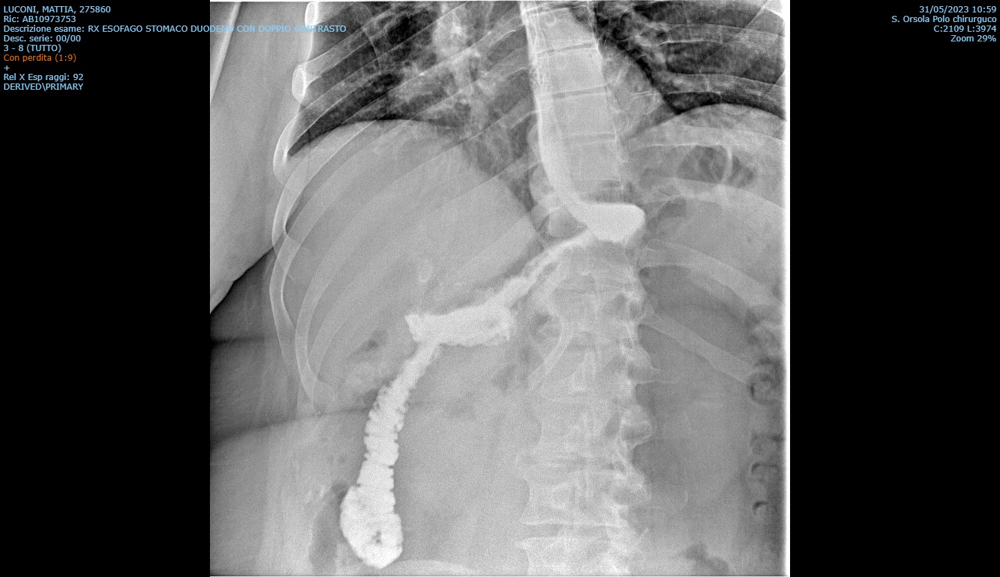 LUCONI, MATTIA, 275860
Ric: AB10973753
Descrizione esame: RX ESOFAGO STOMACO DUODENO CON DOPPIO CONTRASTO
Desc. serie: 00/00
3 - 8 (TUTTO)
Con perdita (1:9)
+
Rel X Esp raggi: 92
DERIVED\PRIMARY
31/05/2023 10:59
S. Orsola Polo chirurguco
C:2109 L:3974
Zoom 29%